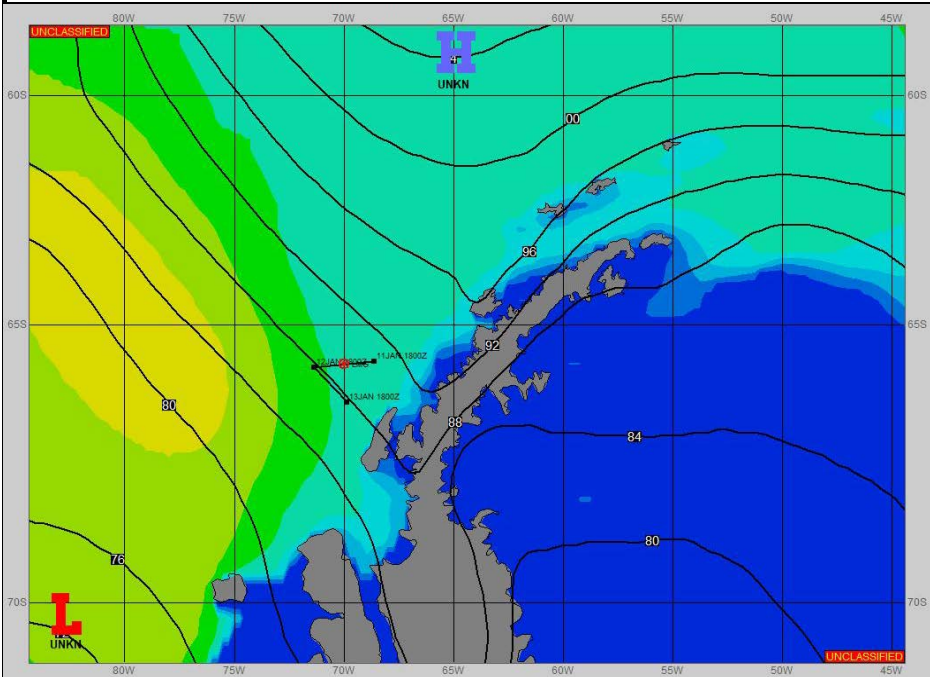 80W 75W 70W 65W 60W 55W 50W 45W
UNCLASSIFIED
H
UNKN
60S 60S
00
96
65S 65S
92
11JAN 1800Z
13JAN 1800Z
80
88
84
80
76
70S 70S
L
UNKN
UNCLASSIFIED
80W 75W 70W 65W 60W 55W 50W 45W